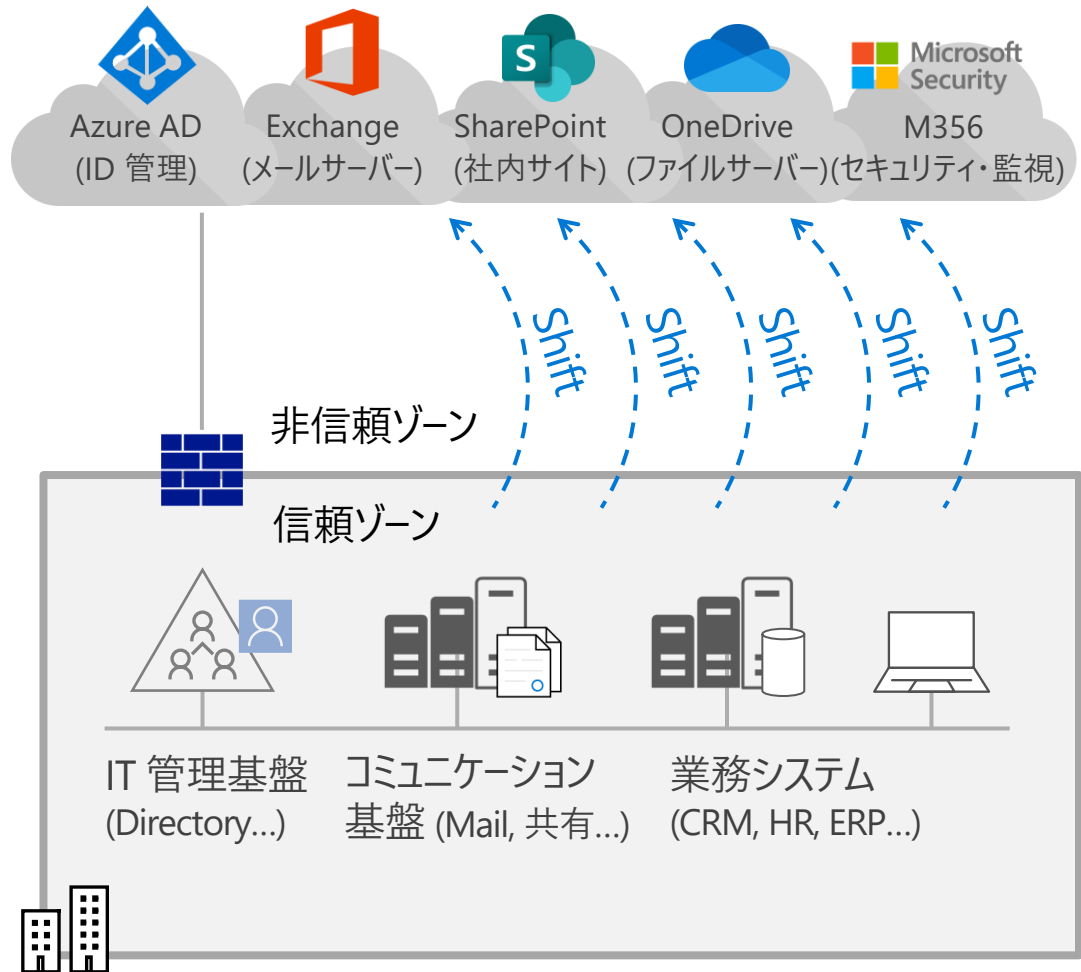 Microsoft
Security
Azure AD
(ID 管理)
Exchange
(メールサーバー)
SharePoint
(社内サイト)
OneDrive
(ファイルサーバー)
M356
(セキュリティ・監視)
S
Shift
Shift
Shift
Shift
Shift
非信頼ゾーン
信頼ゾーン
IT 管理基盤
(Directory...)
コミュニケーション
基盤 (Mail, 共有...)
業務システム
(CRM, HR, ERP...)